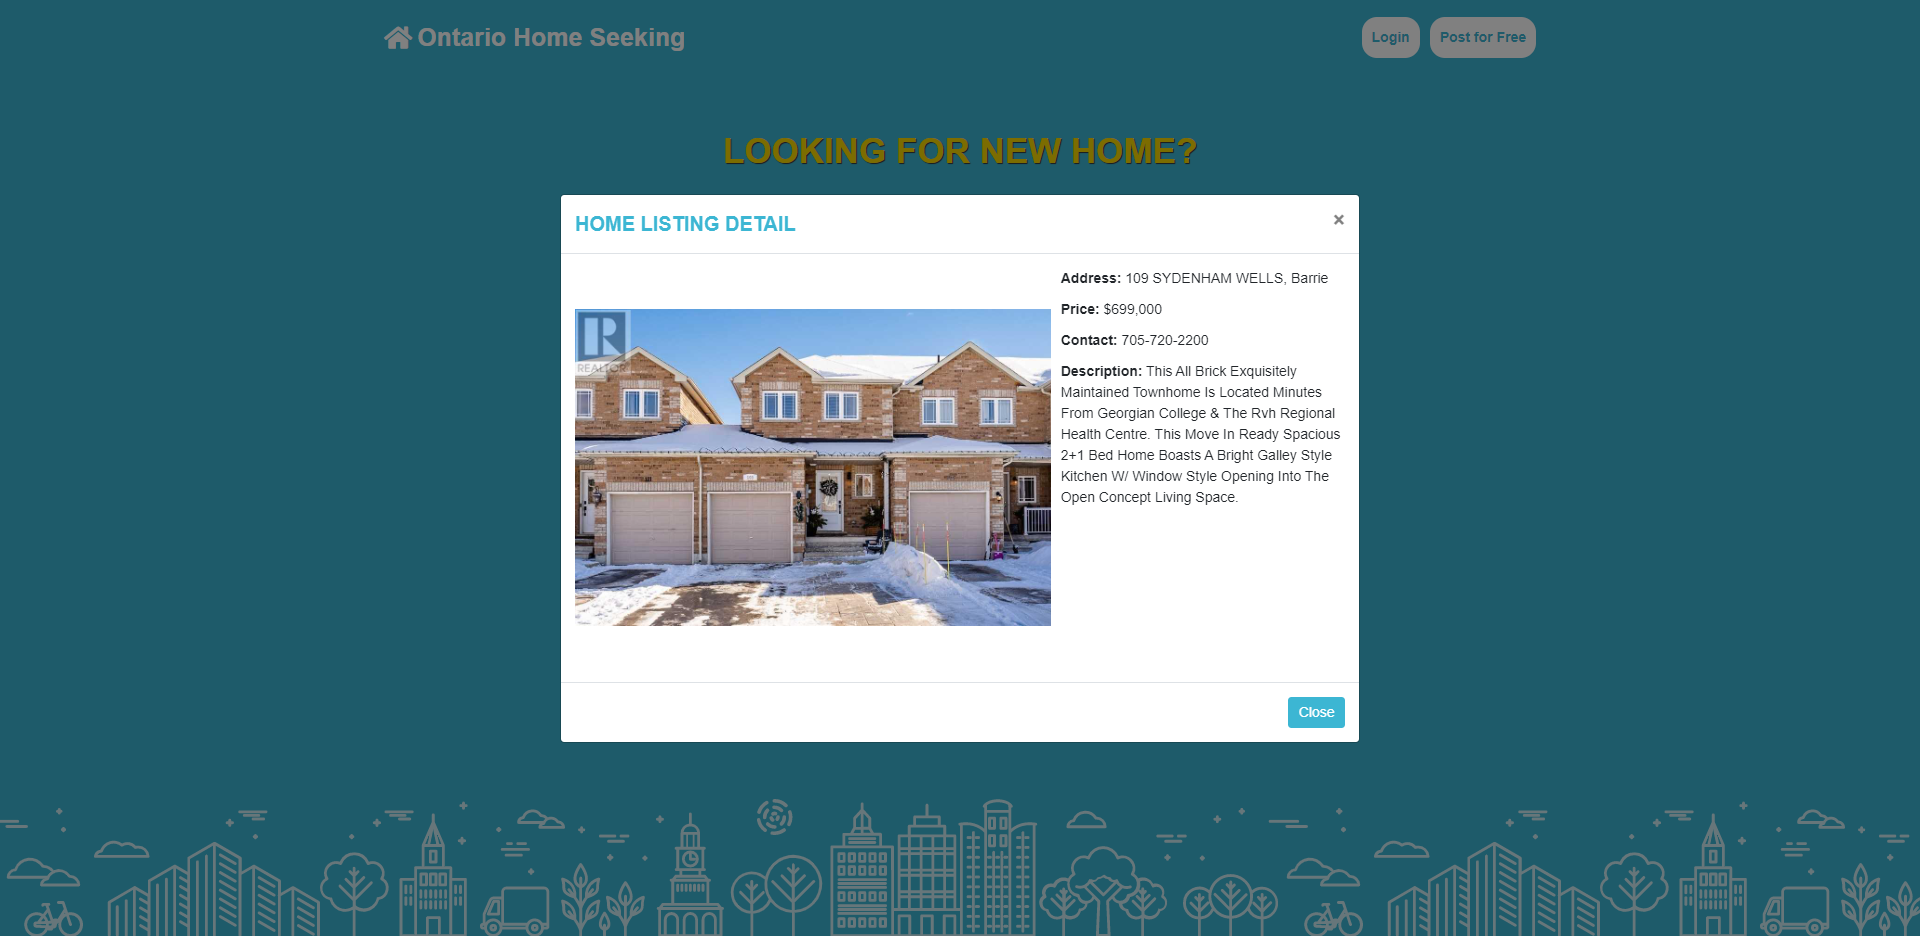 Ontario Home Seeking
Login
Post for Free
LOOKING FOR NEW HOME?
HOME LISTING DETAIL
×
REALTOR
Address: 109 SYDENHAM WELLS, Barrie
Price: $699,000
Contact: 705-720-2200
Description: This All Brick Exquisitely
Maintained Townhome Is Located Minutes
From Georgian College & The Rvh Regional
Health Centre. This Move In Ready Spacious
2+1 Bed Home Boasts A Bright Galley Style
Kitchen W/ Window Style Opening Into The
Open Concept Living Space.
Close